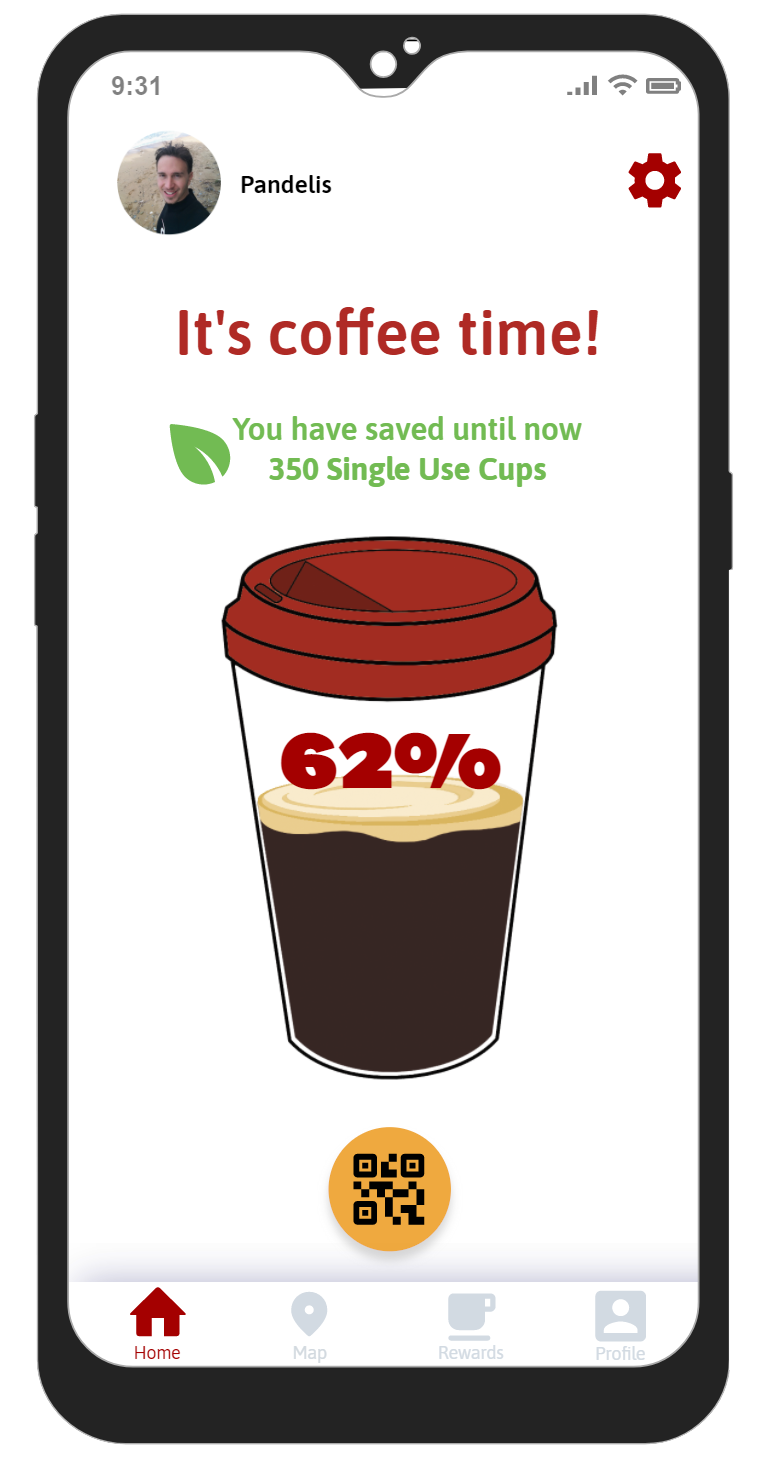 9:31
Pandelis
It's coffee time!
You have saved until now
350 Single Use Cups
62%
Home
Map
Rewards
Profile